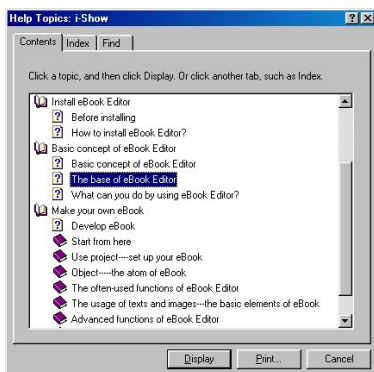 Help Topics: i-Show
Contents Index Find
Click a topic, and then click Display. Or click another tab, such as Index.
Install eBook Editor
Before installing
How to install eBook Editor?
Basic concept of eBook Editor
Basic concept of eBook Editor
The base of eBook Editor
What can you do by using eBook Editor?
Make your own eBook
Develop eBook
Start from here
Use project----set up your eBook
Object----the atom of eBook
The often-used functions of eBook Editor
The usage of texts and images---the basic elements of eBook
Advanced functions of eBook Editor
Display Print... Cancel